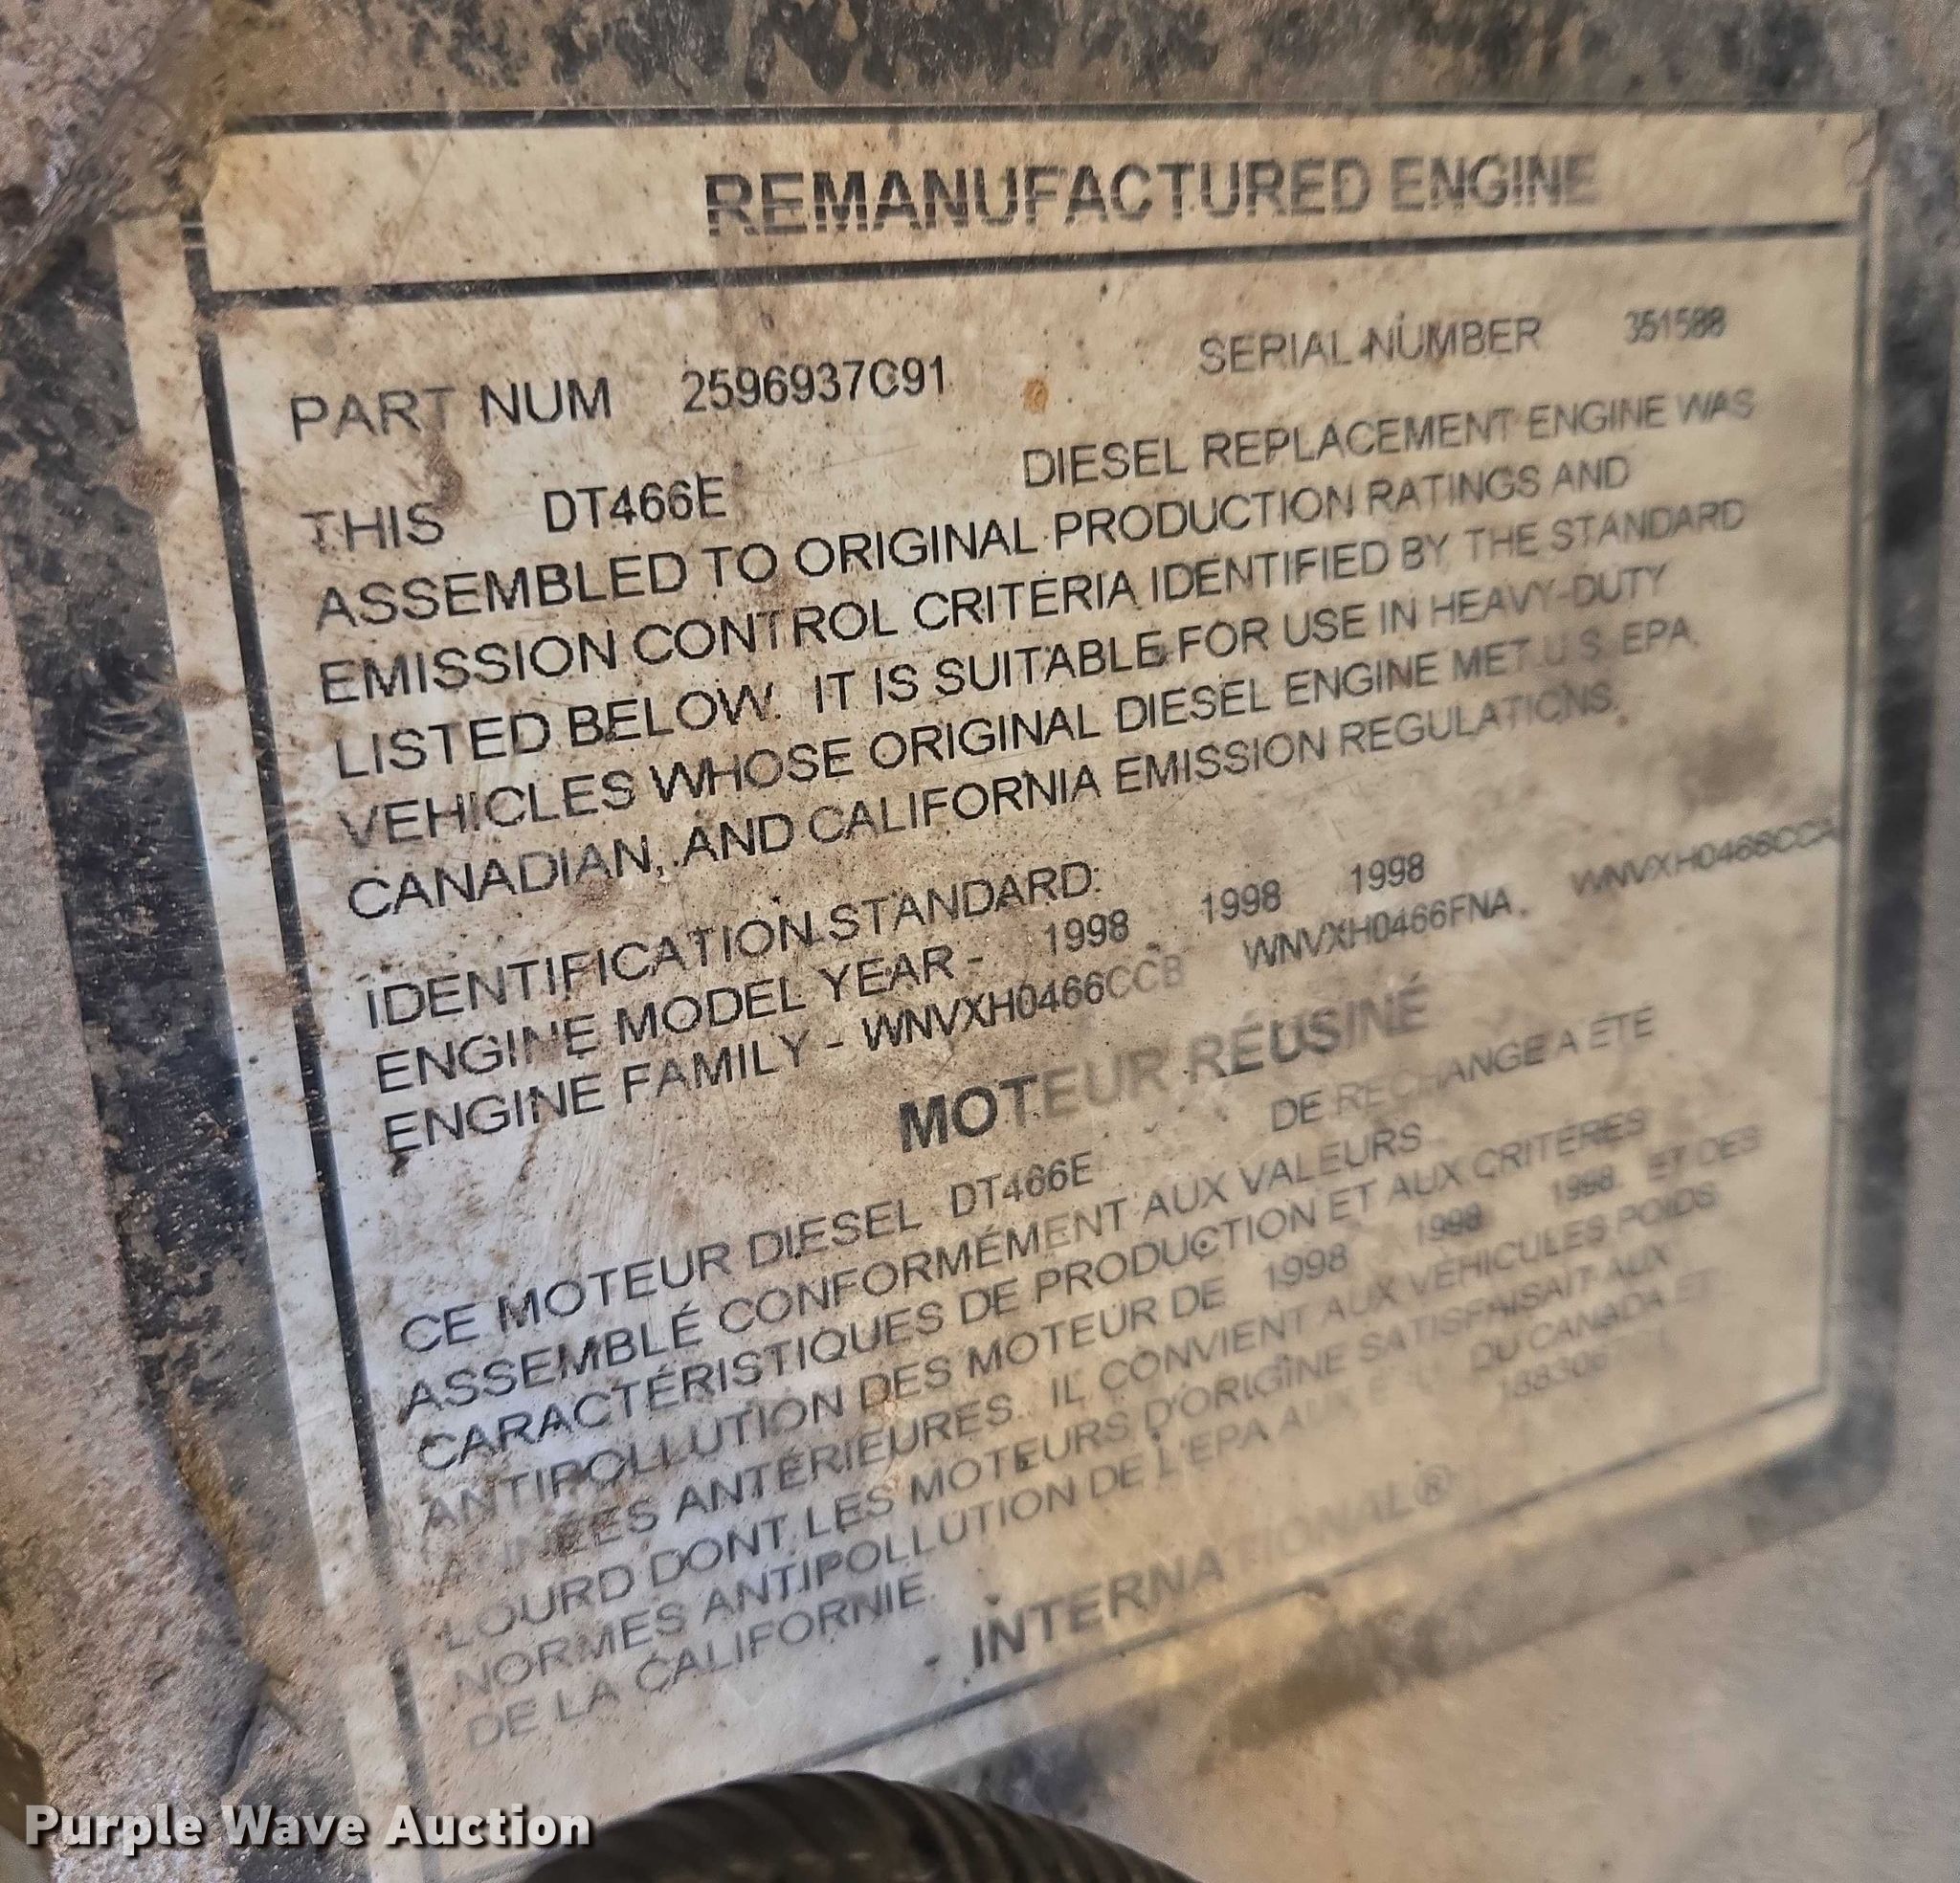 REMANUFACTURED ENGINE
PART NUM 2596937C91 SERIAL NUMBER 351588
THIS DT466E DIESEL REPLACEMENT ENGINE WAS
ASSEMBLED TO ORIGINAL PRODUCTION RATINGS AND
EMISSION CONTROL CRITERIA IDENTIFIED BY THE STANDARD
LISTED BELOW. IT IS SUITABLE FOR USE IN HEAVY-DUTY
VEHICLES WHOSE ORIGINAL DIESEL ENGINE MET U.S. EPA,
CANADIAN, AND CALIFORNIA EMISSION REGULATIONS.
IDENTIFICATION STANDARD:
ENGINE MODEL YEAR - 1998 1998 1998
ENGINE FAMILY - WNVXH0466CCB WNVXH0466FNA, WNVXH0466CCA
MOTEUR RÉUSINÉ
CE MOTEUR DIESEL DT466E DE RECHANGE A ÉTÉ
ASSEMBLÉ CONFORMÉMENT AUX VALEURS
CARACTÉRISTIQUES DE PRODUCTION ET AUX CRITÈRES
ANTIPOLLUTION DES MOTEUR DE 1998 1998 1998 ET DES
ANTÉRIEURES. IL CONVIENT AUX VÉHICULES POIDS
LOURD DONT LES MOTEURS D'ORIGINE SATISFAISAIT AUX
NORMES ANTIPOLLUTION DE L'EPA AUX DU CANADA ET
DE LA CALIFORNIE.
INTERNATIONAL®
Purple Wave Auction